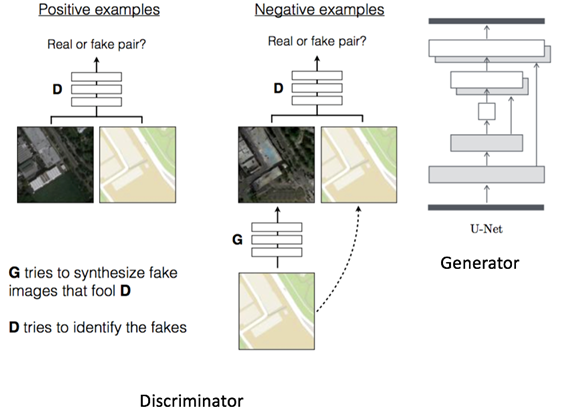 Positive examples
Negative examples
Real or fake pair?
Real or fake pair?
D
D
G
U-Net
Generator
G tries to synthesize fake
images that fool D
D tries to identify the fakes
Discriminator